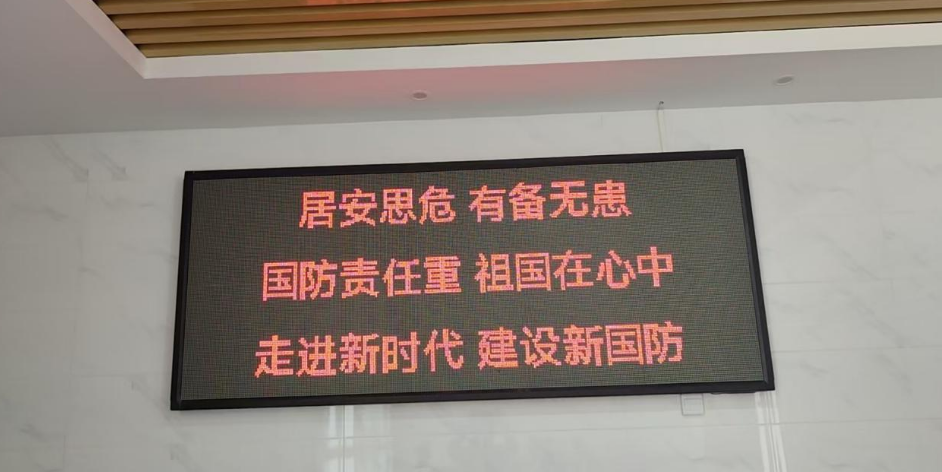 居安思危 有备无患
国防责任重 祖国在心中
走进新时代 建设新国防